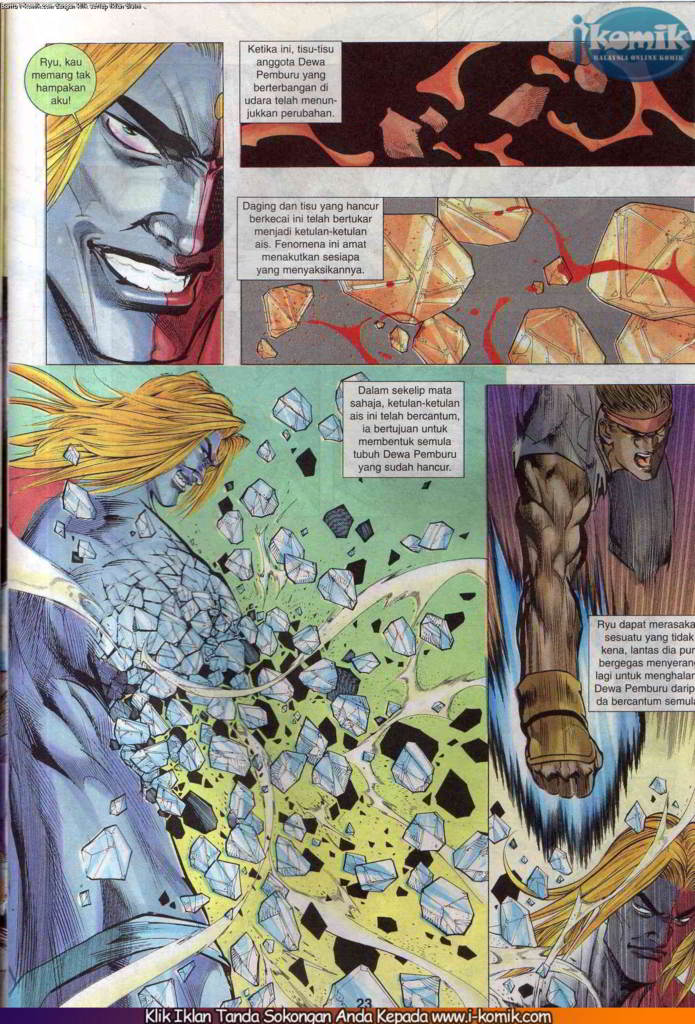 ikomik
MALAYSIA ONLINE KOMIK
Ryu, kau
memang tak
hampakan
aku!
Ketika ini, tisu-tisu
anggota Dewa
Pemburu yang
berterbangan di
udara telah menun-
jukkan perubahan.
Daging dan tisu yang hancur
berkecai ini telah bertukar
menjadi ketulan-ketulan
ais. Fenomena ini amat
menakutkan sesiapa
yang menyaksikannya.
Dalam sekelip mata
sahaja, ketulan-ketulan
ais ini telah bercantum,
ia bertujuan untuk
membentuk semula
tubuh Dewa Pemburu
yang sudah hancur.
Ryu dapat merasaka
sesuatu yang tidak
kena, lantas dia pur
bergegas menyeran
lagi untuk menghalan
Dewa Pemburu darip
da bercantum semula
23
Klik Iklan Tanda Sokongan Anda Kepada www.i-komik.com